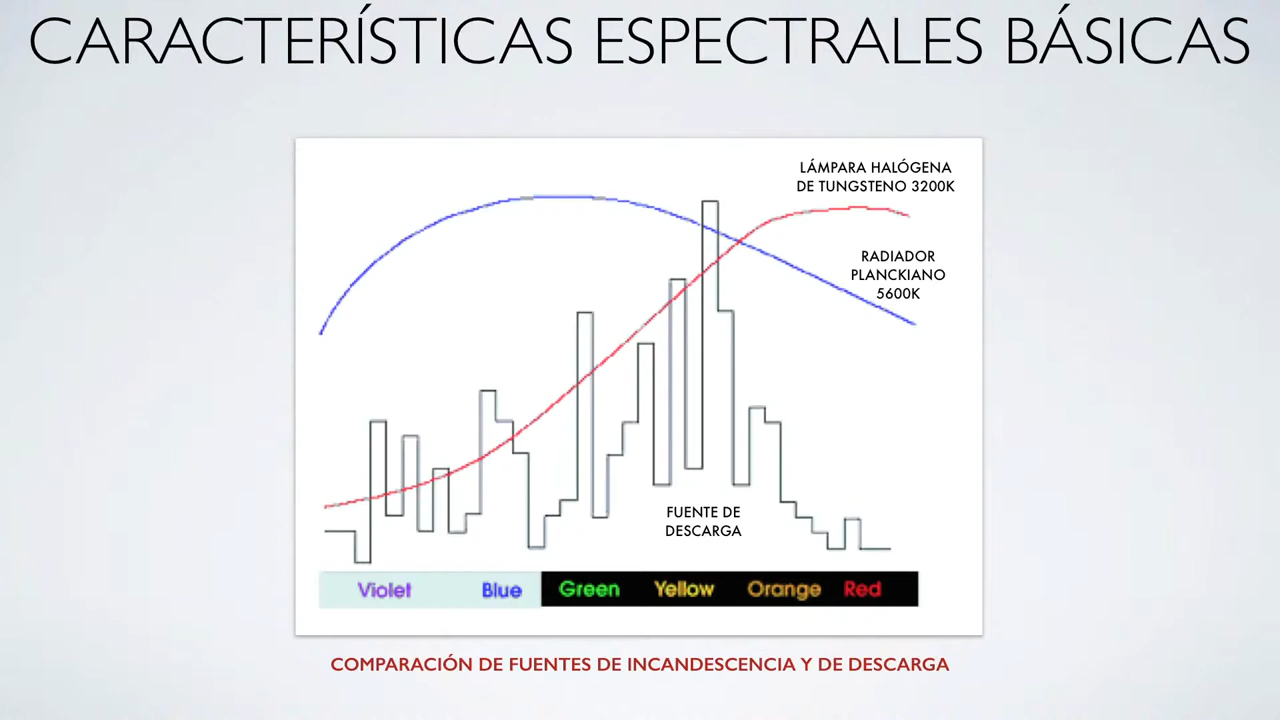 CARACTERÍSTICAS ESPECTRALES BÁSICAS
LÁMPARA HALÓGENA
DE TUNGSTENO 3200K
RADIADOR
PLANCKIANO
5600K
FUENTE DE
DESCARGA
Violet Blue Green Yellow Orange Red
COMPARACIÓN DE FUENTES DE INCANDESCENCIA Y DE DESCARGA